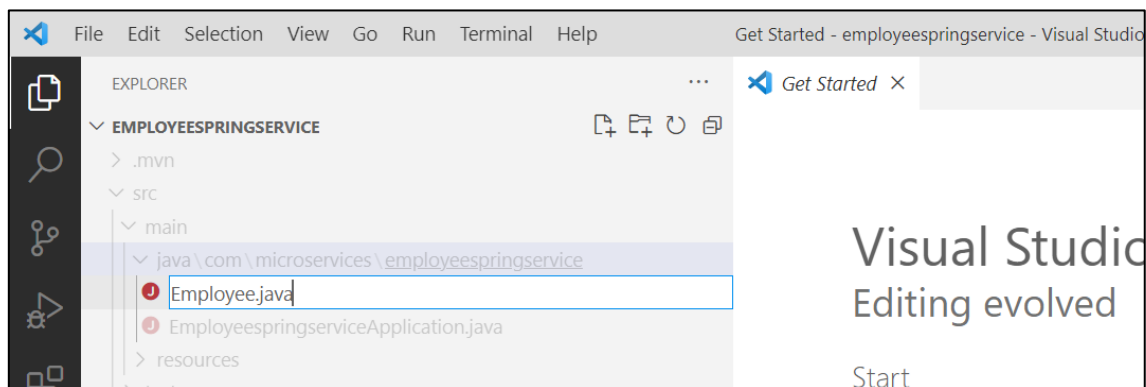 File Edit Selection View Go Run Terminal Help Get Started - employeespringservice - Visual Studio
EXPLORER ...
Get Started
EMPLOYEESPRINGSERVICE
.mvn
src
main
java\com\microservices\employeespringservice
Employee.java
EmployeespringserviceApplication.java
resources
Visual Studic
Editing evolved
Start